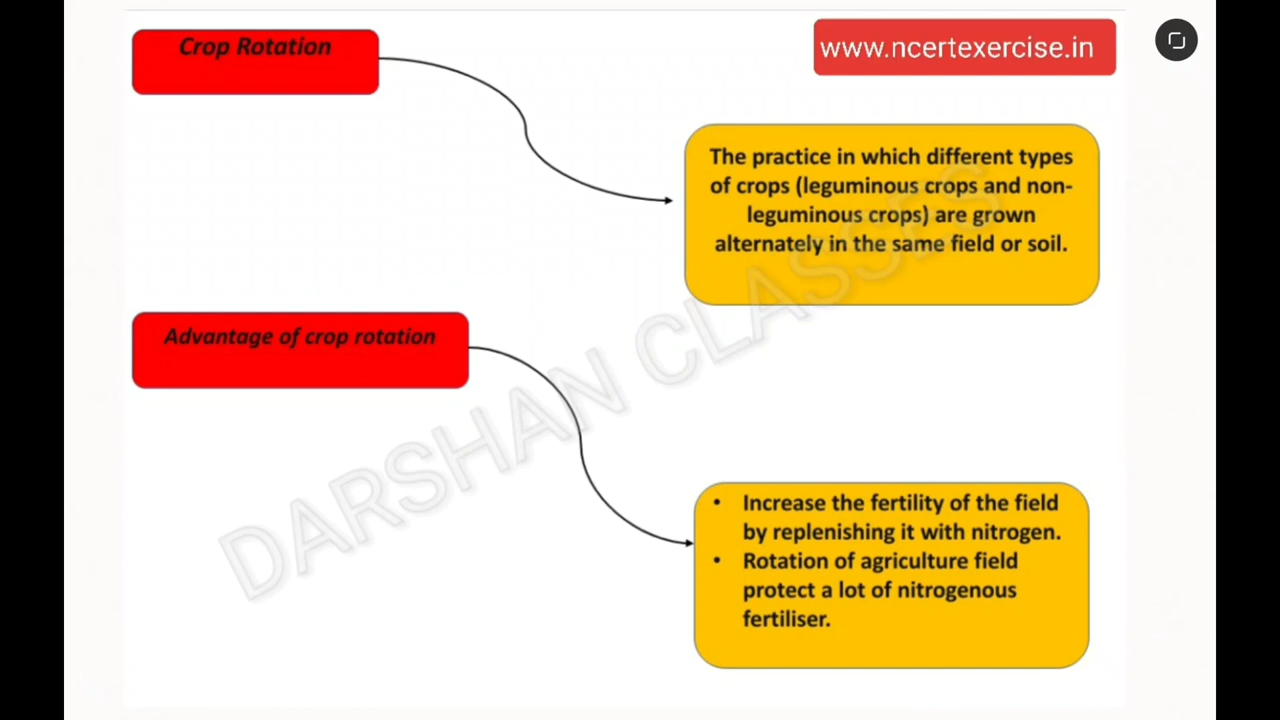 Crop Rotation
www.ncertexercise.in
The practice in which different types
of crops (leguminous crops and non-
leguminous crops) are grown
alternately in the same field or soil.
Advantage of crop rotation
DARSHAN CLASSES
• Increase the fertility of the field
by replenishing it with nitrogen.
• Rotation of agriculture field
protect a lot of nitrogenous
fertiliser.